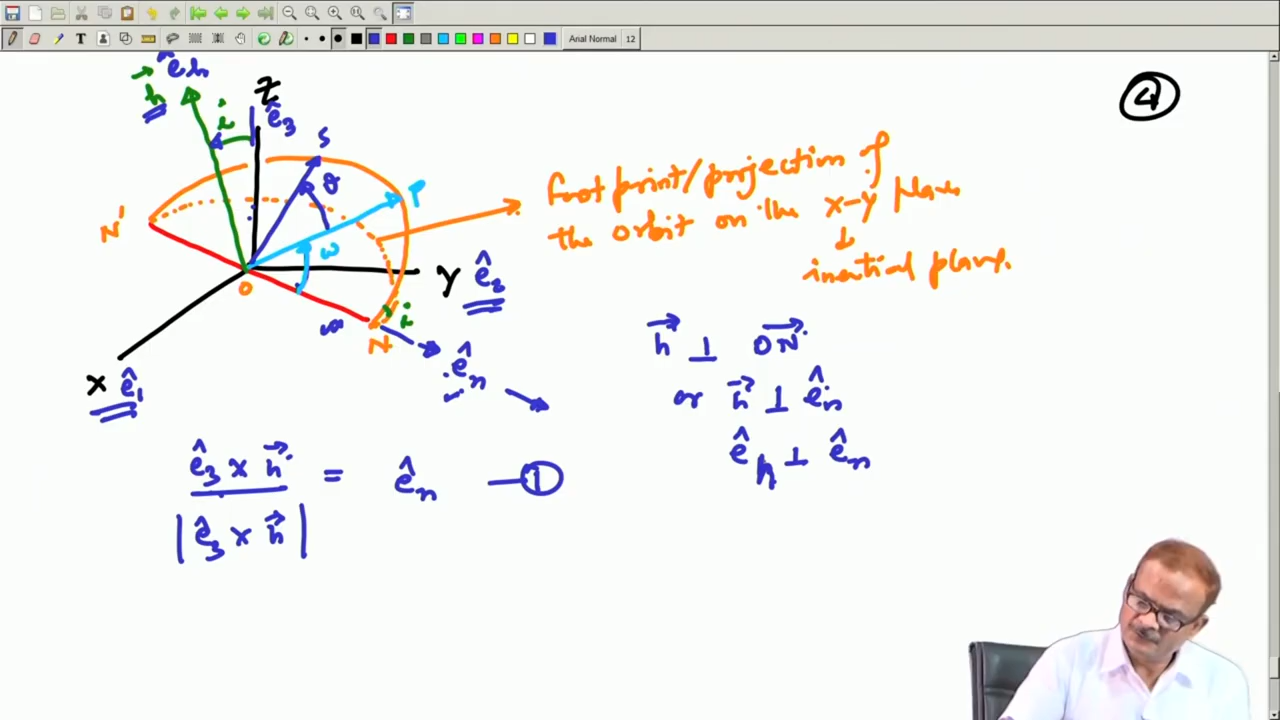 Arial Normal 12
4
h⃗ ê_h
Z
ê₃
i
S
θ
P
N'
ω
O
Y ê₂
i
N
ê_n
X ê₁
Foot print/projection of
the orbit on the X-Y plane
↓
inertial plane.
h⃗ ⊥ ON⃗
or h⃗ ⊥ ê_n
ê_h ⊥ ê_n
ê₃ × h⃗ / |ê₃ × h⃗| = ê_n — ①